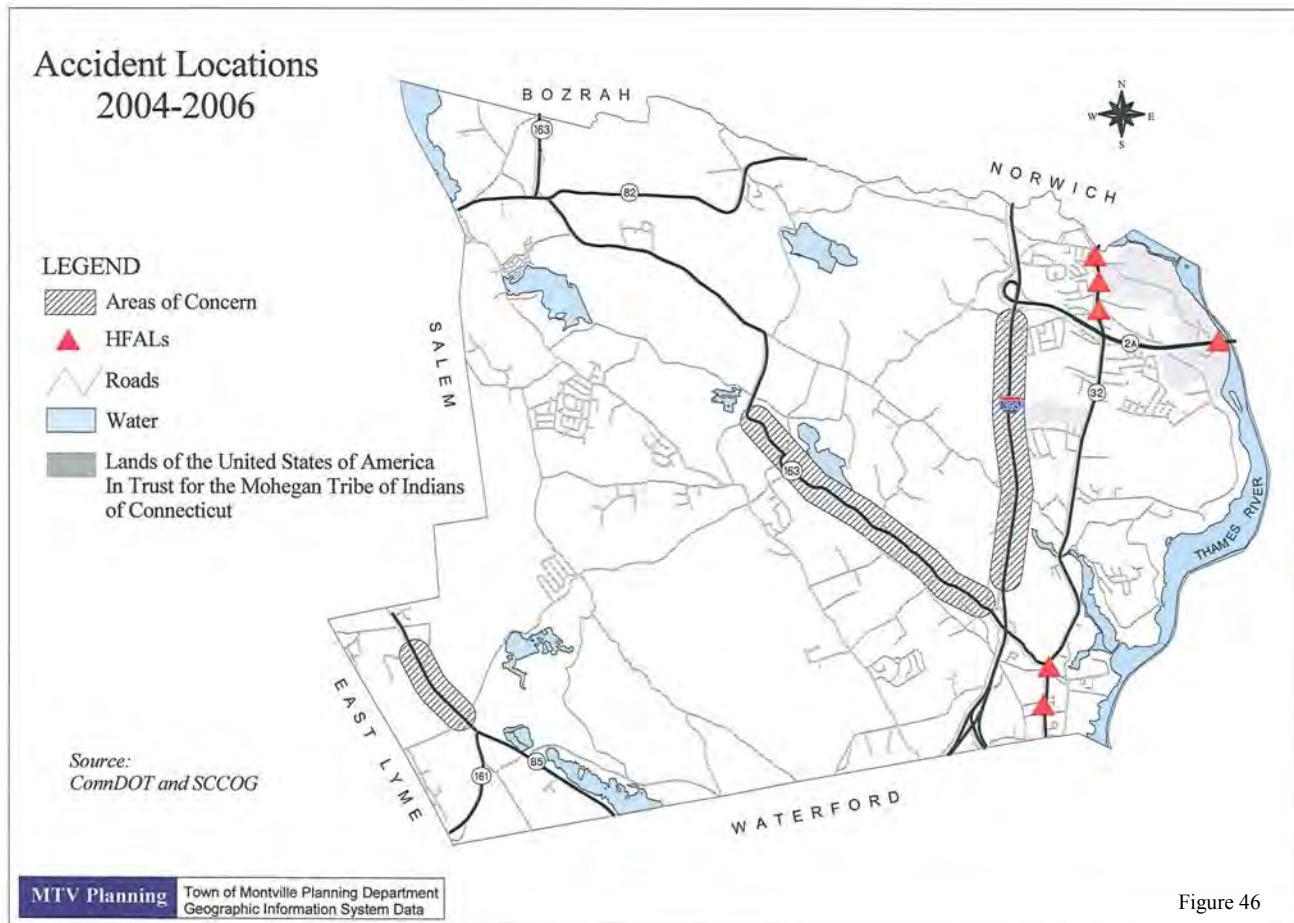 Accident Locations
2004-2006
BOZRAH
163
82
N
W E
S
NORWICH
LEGEND
Areas of Concern
HFALs
Roads
Water
Lands of the United States of America
In Trust for the Mohegan Tribe of Indians
of Connecticut
SALEM
2A
32
395
163
THAMES RIVER
EAST LYME
161
85
WATERFORD
Source:
ConnDOT and SCCOG
MTV Planning
Town of Montville Planning Department
Geographic Information System Data
Figure 46